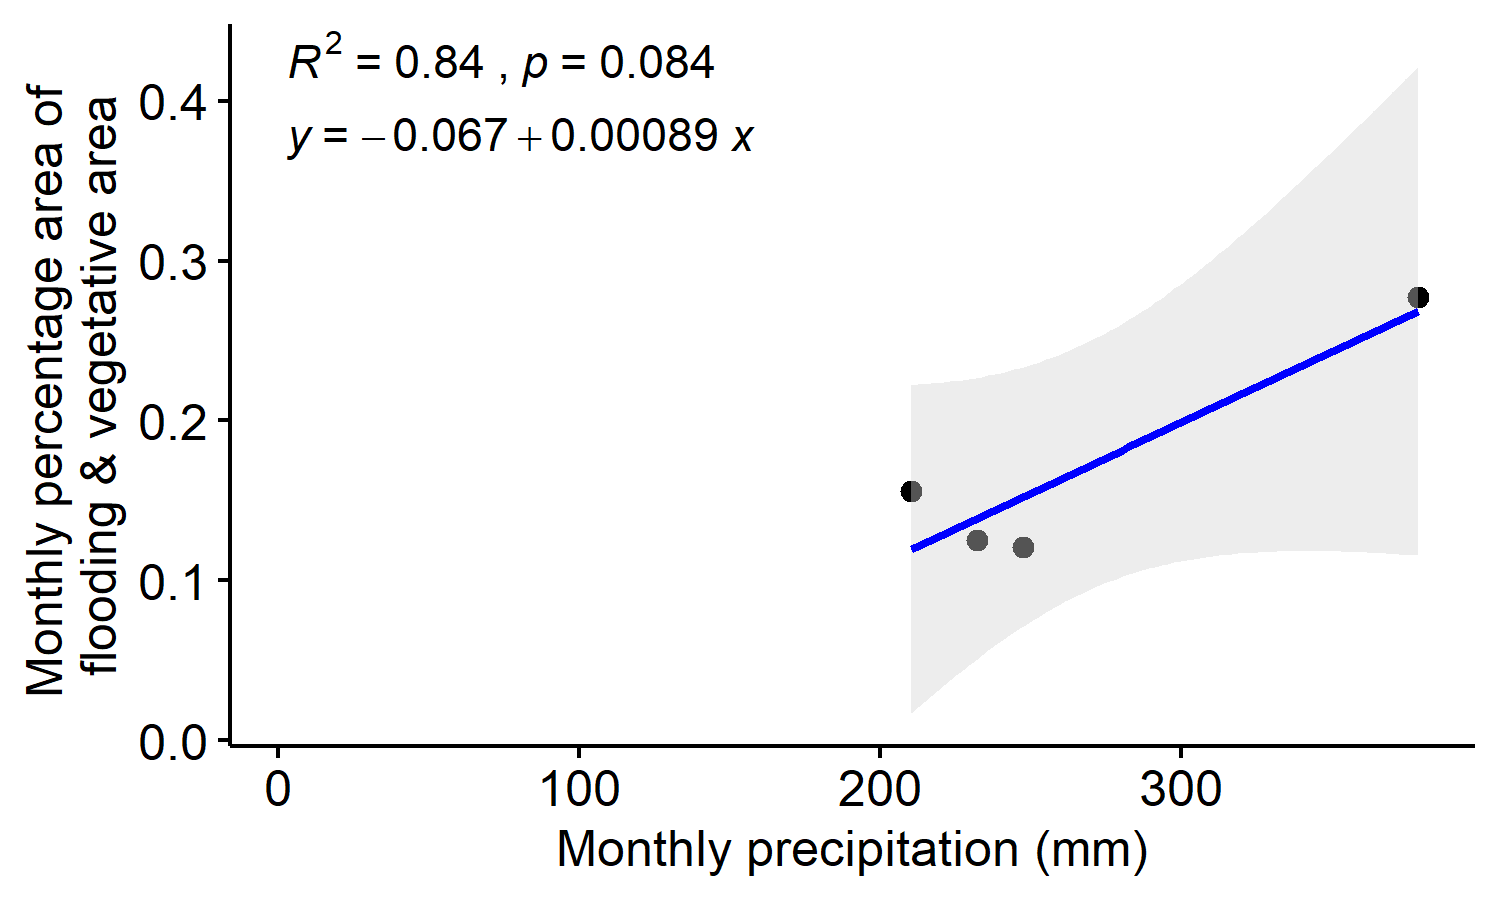 R² = 0.84 , p = 0.084
y = −0.067 + 0.00089 x
Monthly percentage area of
flooding & vegetative area
0.4
0.3
0.2
0.1
0.0
0 100 200 300
Monthly precipitation (mm)